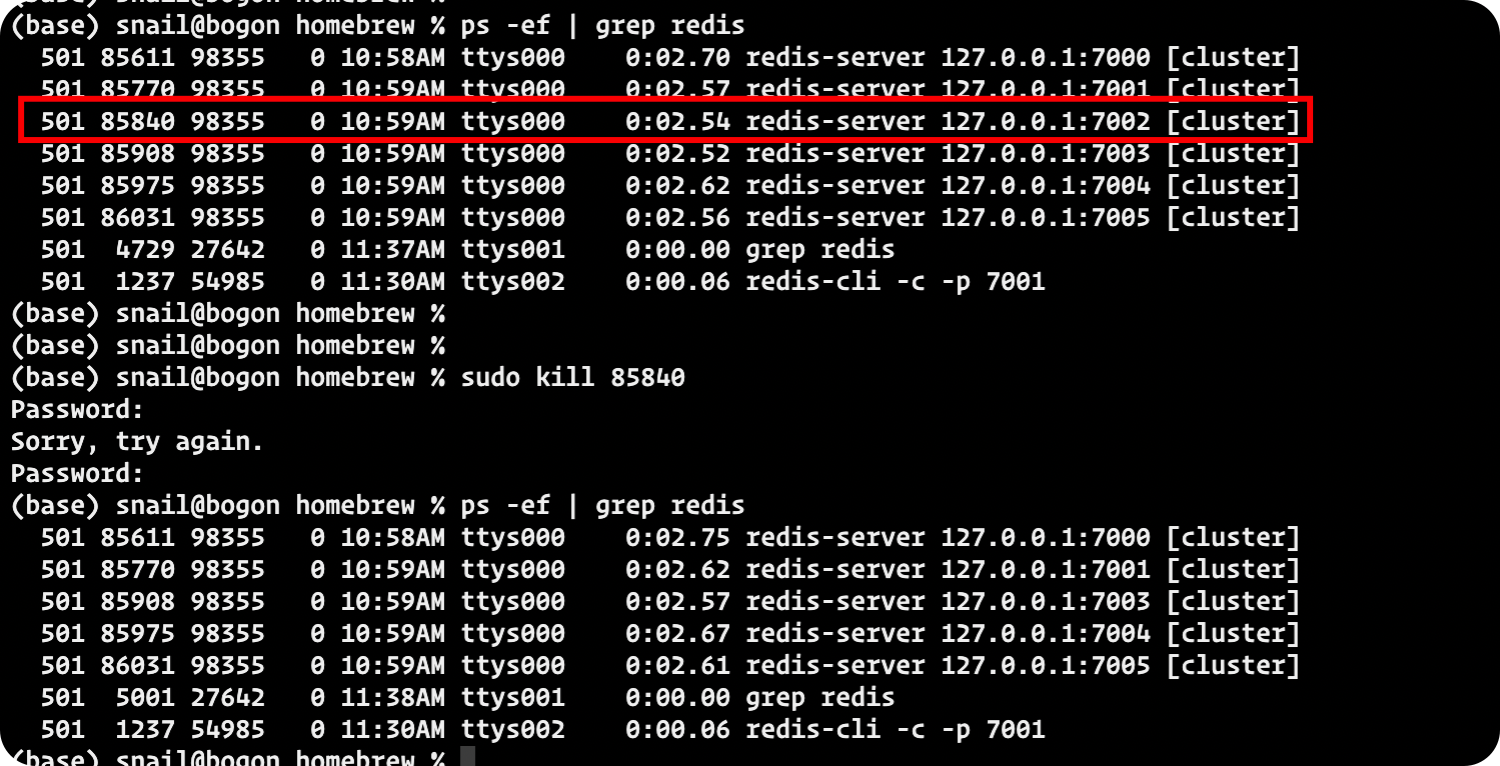 (base) snail@bogon homebrew %
(base) snail@bogon homebrew % ps -ef | grep redis
501 85611 98355 0 10:58AM ttys000 0:02.70 redis-server 127.0.0.1:7000 [cluster]
501 85770 98355 0 10:59AM ttys000 0:02.57 redis-server 127.0.0.1:7001 [cluster]
501 85840 98355 0 10:59AM ttys000 0:02.54 redis-server 127.0.0.1:7002 [cluster]
501 85908 98355 0 10:59AM ttys000 0:02.52 redis-server 127.0.0.1:7003 [cluster]
501 85975 98355 0 10:59AM ttys000 0:02.62 redis-server 127.0.0.1:7004 [cluster]
501 86031 98355 0 10:59AM ttys000 0:02.56 redis-server 127.0.0.1:7005 [cluster]
501 4729 27642 0 11:37AM ttys001 0:00.00 grep redis
501 1237 54985 0 11:30AM ttys002 0:00.06 redis-cli -c -p 7001
(base) snail@bogon homebrew %
(base) snail@bogon homebrew %
(base) snail@bogon homebrew % sudo kill 85840
Password:
Sorry, try again.
Password:
(base) snail@bogon homebrew % ps -ef | grep redis
501 85611 98355 0 10:58AM ttys000 0:02.75 redis-server 127.0.0.1:7000 [cluster]
501 85770 98355 0 10:59AM ttys000 0:02.62 redis-server 127.0.0.1:7001 [cluster]
501 85908 98355 0 10:59AM ttys000 0:02.57 redis-server 127.0.0.1:7003 [cluster]
501 85975 98355 0 10:59AM ttys000 0:02.67 redis-server 127.0.0.1:7004 [cluster]
501 86031 98355 0 10:59AM ttys000 0:02.61 redis-server 127.0.0.1:7005 [cluster]
501 5001 27642 0 11:38AM ttys001 0:00.00 grep redis
501 1237 54985 0 11:30AM ttys002 0:00.06 redis-cli -c -p 7001
(base) snail@bogon homebrew %